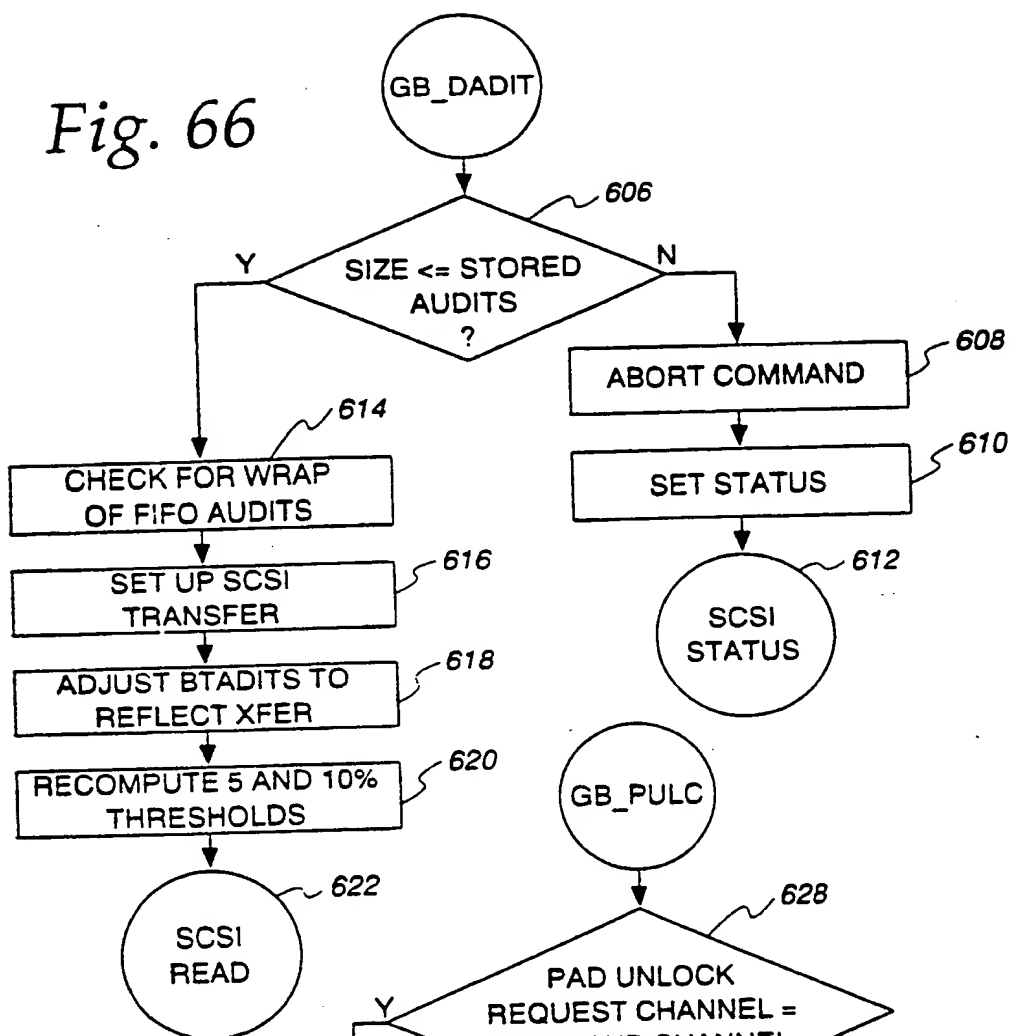 Fig. 66
GB_DADIT
606
Y
N
SIZE <= STORED
AUDITS
?
608
ABORT COMMAND
610
SET STATUS
612
SCSI
STATUS
614
CHECK FOR WRAP
OF FIFO AUDITS
616
SET UP SCSI
TRANSFER
618
ADJUST BTADITS TO
REFLECT XFER
620
RECOMPUTE 5 AND 10%
THRESHOLDS
622
SCSI
READ
GB_PULC
628
Y
PAD UNLOCK
REQUEST CHANNEL =
CHANNEL